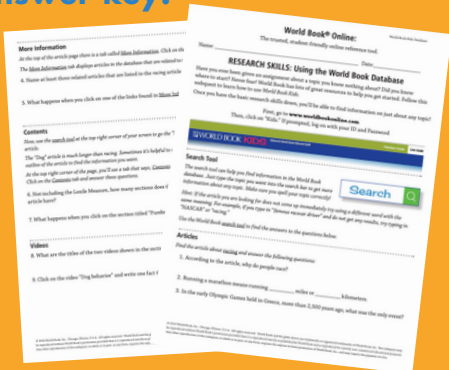 nswer key.
More Information
At the top of the article page there is a tab called More Information. Click on th
The More Information tab displays articles in the database that are related to
4. Name at least three related articles that are listed in the racing article
5. What happens when you click on one of the links found in More Inf
Contents
Now, use the search tool at the top right corner of your screen to go the "
article.
The "Dog" article is much longer than racing. Sometimes it's helpful to
outline of the article to find the information you want.
At the top right corner of the page, you'll see a tab that says, Contents
Click on the Contents tab and answer these questions.
6. Not including the Leslie Museum, how many sections does
article have?
7. What happens when you click on the section titled "Funny
Videos
8. What are the titles of the two videos shown in the
9. Click on the video "Dog behavior" and write one fact
World Book® Online:
The trusted, student-friendly online reference tool.
Name: Date:
RESEARCH SKILLS: Using the World Book Database
Have you ever been given an assignment about a topic you know nothing about? Did you know
where to start? Never fear! World Book has lots of great resources to help you get started. Follow this
webquest to learn how to use World Book Kids.
Once you have the basic research skills down, you'll be able to find information on just about any topic!
First, go to www.worldbookonline.com
Then, click on "Kids" If prompted, log on with your ID and Password
WORLD BOOK KIDS
Search Tool
The search tool can help you find information in the World Book
database. Just type the topic you want into the search bar to get more
information about any topic. Make sure you spell your topic correctly!
Search
Hint: If the article you are looking for does not come up immediately try using a different word with the
same meaning. For example, if you type in "famous racecar driver" and do not get any results, try typing in
"NASCAR" or "racing."
Use the World Book search tool to find the answers to the questions below.
Articles
Find the article about racing and answer the following questions:
1. According to the article, why do people race?
2. Running a marathon means running miles or kilometers.
3. In the early Olympic Games held in Greece, more than 2,000 years ago, what was the only event?